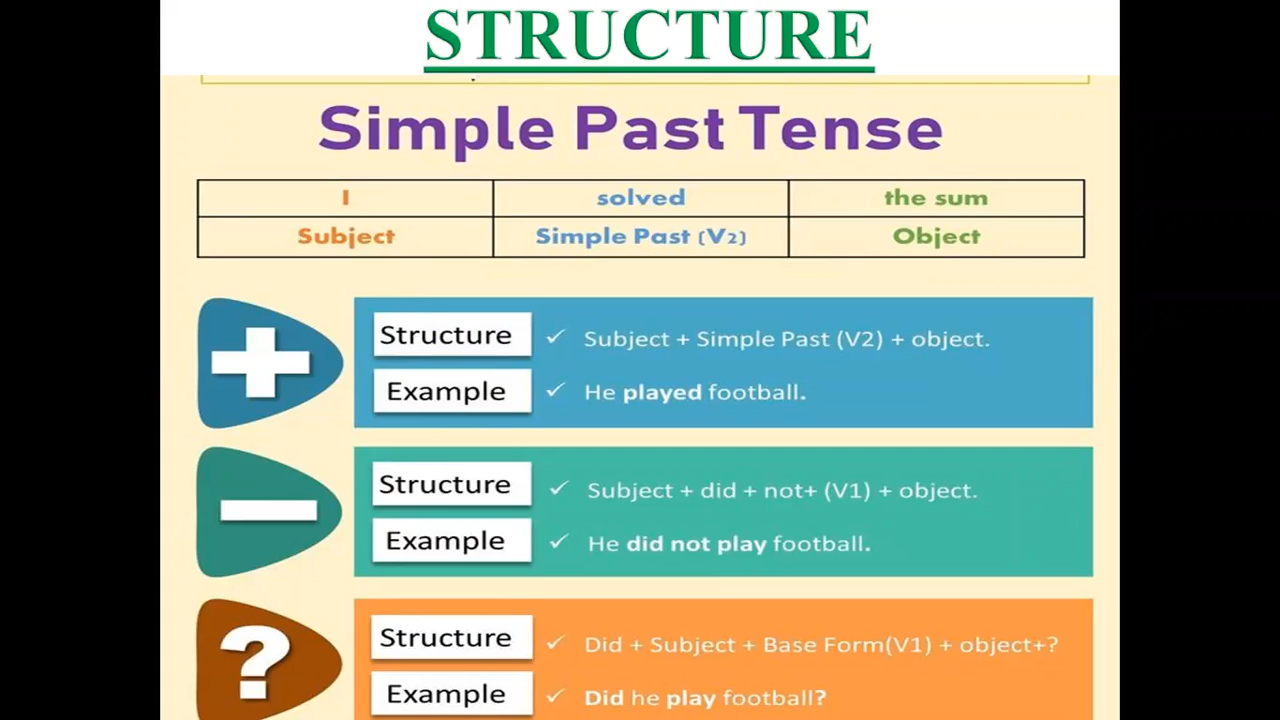 STRUCTURE
Simple Past Tense
I solved the sum
Subject Simple Past (V2) Object
Structure ✓ Subject + Simple Past (V2) + object.
Example ✓ He played football.
Structure ✓ Subject + did + not+ (V1) + object.
Example ✓ He did not play football.
Structure ✓ Did + Subject + Base Form(V1) + object+?
Example ✓ Did he play football?